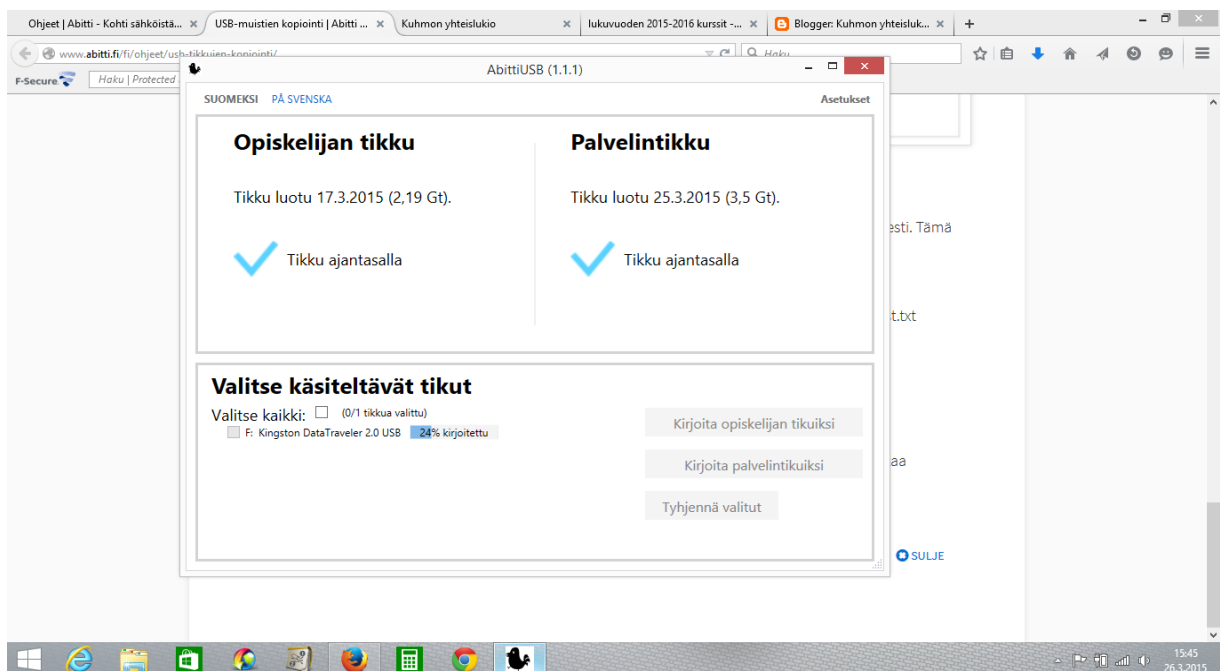 Ohjeet | Abitti - Kohti sähköistä...
USB-muistien kopiointi | Abitti ...
Kuhmon yhteislukio
lukuvuoden 2015-2016 kurssit -...
Blogger: Kuhmon yhteisluk...
www.abitti.fi/fi/ohjeet/usb-tikkujen-kopiointi/
Haku
F-Secure
Haku | Protected
AbittiUSB (1.1.1)
SUOMEKSI PÅ SVENSKA
Asetukset
Opiskelijan tikku
Palvelintikku
Tikku luotu 17.3.2015 (2,19 Gt).
Tikku luotu 25.3.2015 (3,5 Gt).
Tikku ajantasalla
Tikku ajantasalla
esti. Tämä
t.txt
Valitse käsiteltävät tikut
Valitse kaikki: (0/1 tikkua valittu)
F: Kingston DataTraveler 2.0 USB 24% kirjoitettu
Kirjoita opiskelijan tikuiksi
Kirjoita palvelintikuiksi
Tyhjennä valitut
aa
SULJE
15:45
26.3.2015